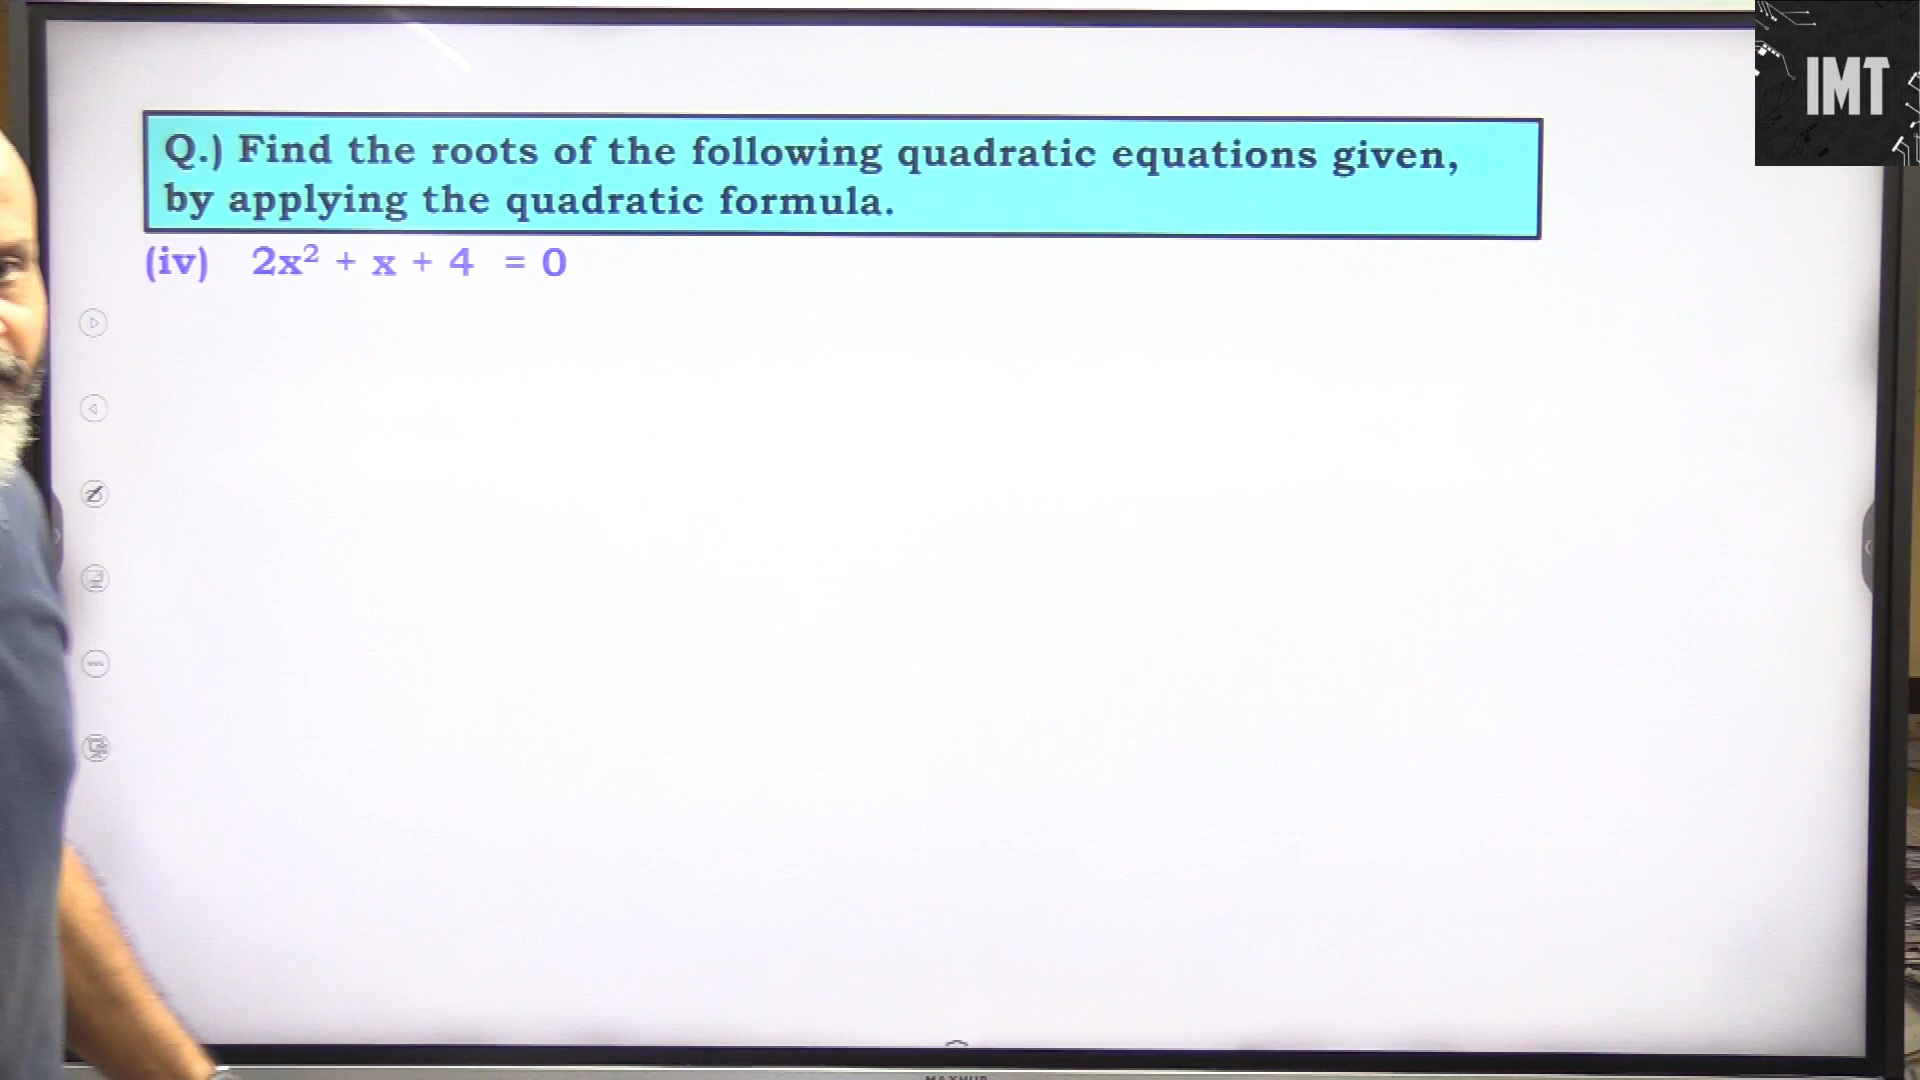 IMT
Q.) Find the roots of the following quadratic equations given,
by applying the quadratic formula.
(iv) 2x² + x + 4 = 0
MAXHUB